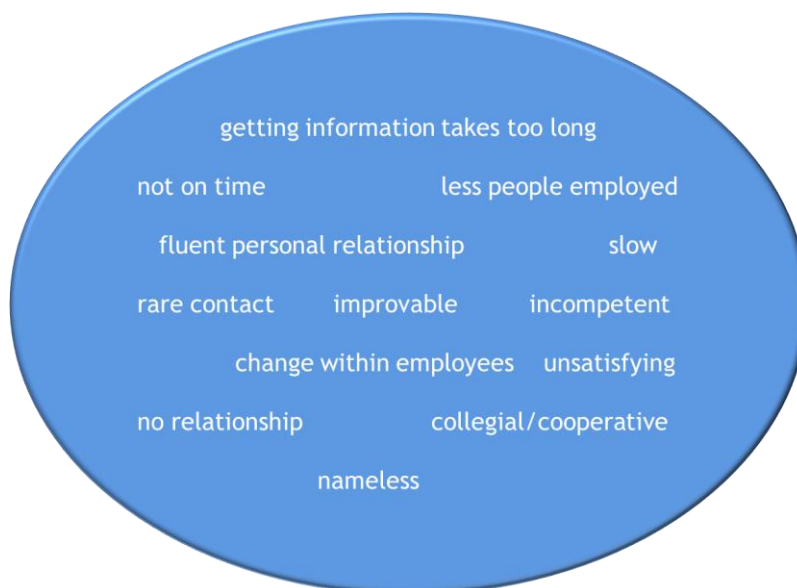 getting information takes too long
not on time less people employed
fluent personal relationship slow
rare contact improvable incompetent
change within employees unsatisfying
no relationship collegial/cooperative
nameless